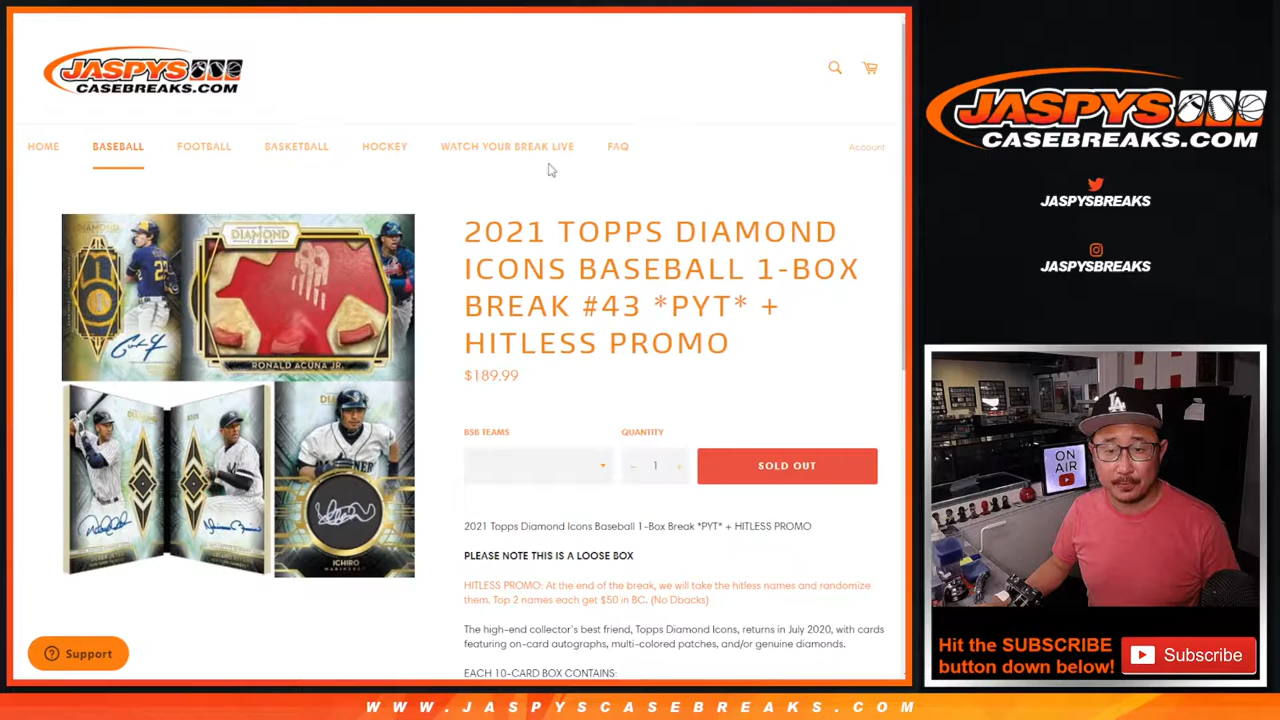 JASPYS
CASEBREAKS.COM
HOME
BASEBALL
FOOTBALL
BASKETBALL
HOCKEY
WATCH YOUR BREAK LIVE
FAQ
Account
2021 TOPPS DIAMOND
ICONS BASEBALL 1-BOX
BREAK #43 *PYT* +
HITLESS PROMO
$189.99
BSB TEAMS
QUANTITY
− 1 +
SOLD OUT
2021 Topps Diamond Icons Baseball 1-Box Break *PYT* + HITLESS PROMO
PLEASE NOTE THIS IS A LOOSE BOX
HITLESS PROMO: At the end of the break, we will take the hitless names and randomize
them. Top 2 names each get $50 in BC. (No Dbacks)
The high-end collector's best friend, Topps Diamond Icons, returns in July 2020, with cards
featuring on-card autographs, multi-colored patches, and/or genuine diamonds.
EACH 10-CARD BOX CONTAINS:
DIAMOND
ICONS
RONALD ACUNA JR.
ICHIRO
MARINERS
Support
JASPYS
CASEBREAKS.COM
JASPYSBREAKS
JASPYSBREAKS
ON
AIR
LA
Hit the SUBSCRIBE
button down below!
Subscribe
WWW.JASPYSCASEBREAKS.COM